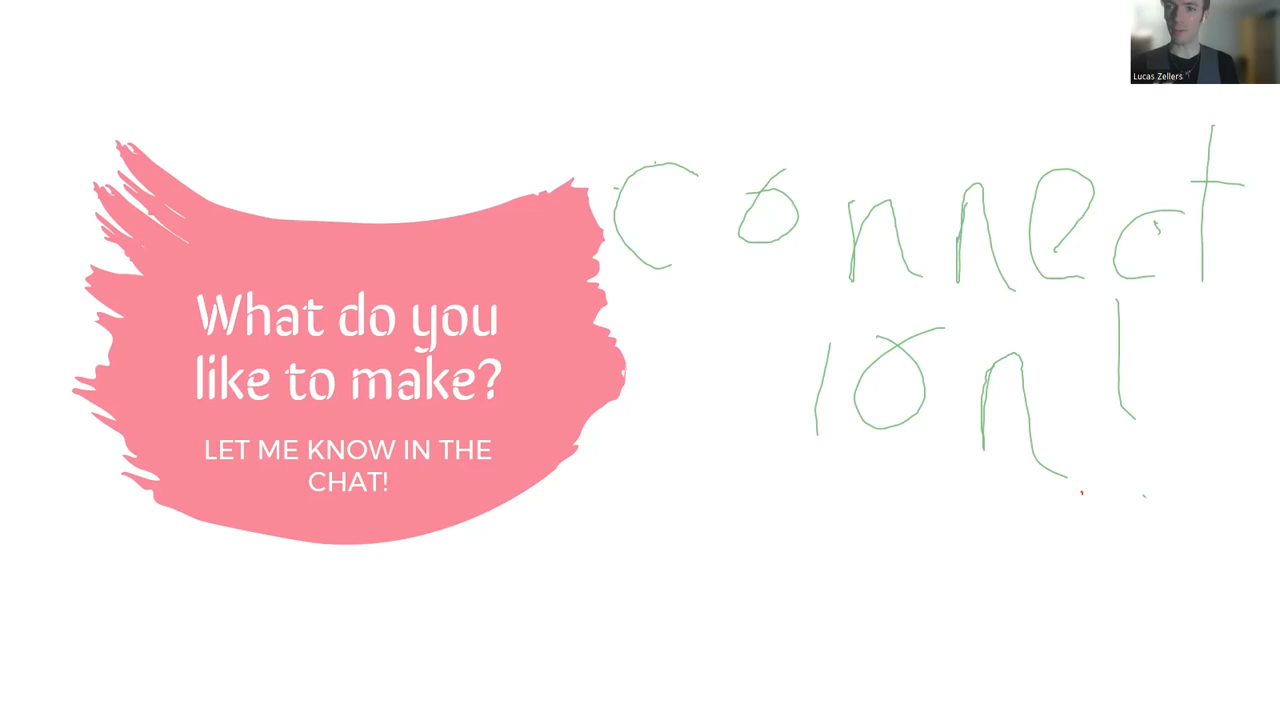 Lucas Zellers
What do you
like to make?
LET ME KNOW IN THE
CHAT!
connect
ion!